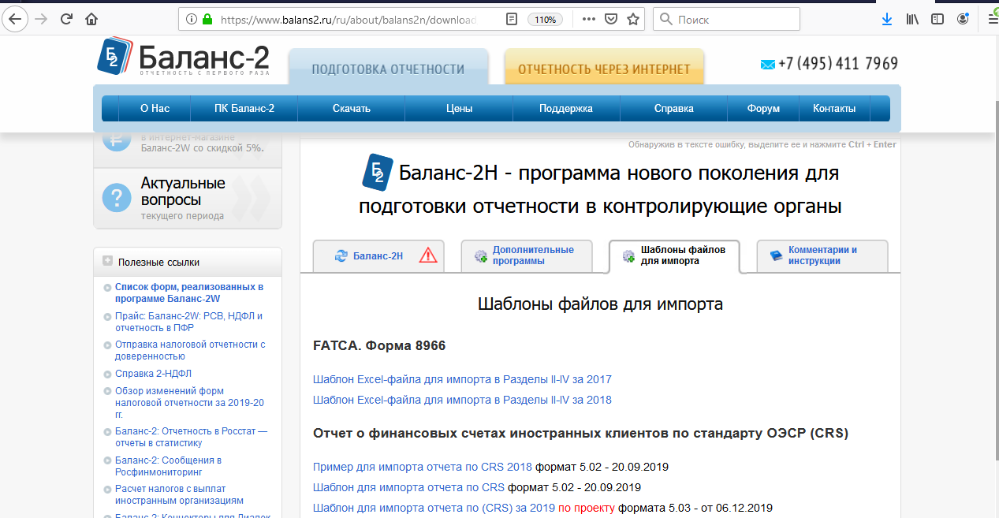 https://www.balans2.ru/ru/about/balans2n/download
110%
Поиск
Б2
Баланс-2
ОТЧЕТНОСТЬ С ПЕРВОГО РАЗА
ПОДГОТОВКА ОТЧЕТНОСТИ
ОТЧЕТНОСТЬ ЧЕРЕЗ ИНТЕРНЕТ
+7 (495) 411 7969
О Нас
ПК Баланс-2
Скачать
Цены
Поддержка
Справка
Форум
Контакты
в интернет-магазине
Баланс-2W со скидкой 5%.
Актуальные
вопросы
текущего периода
Полезные ссылки
Список форм, реализованных в
программе Баланс-2W
Прайс: Баланс-2W: РСВ, НДФЛ и
отчетность в ПФР
Отправка налоговой отчетности с
доверенностью
Справка 2-НДФЛ
Обзор изменений форм
налоговой отчетности за 2019-20
гг.
Баланс-2: Отчетность в Росстат —
отчеты в статистику
Баланс-2: Сообщения в
Росфинмониторинг
Расчет налогов с выплат
иностранным организациям
Баланс-2: Коннекторы для Диалог
Обнаружив в тексте ошибку, выделите ее и нажмите Ctrl + Enter
Б2 Баланс-2Н - программа нового поколения для
подготовки отчетности в контролирующие органы
Баланс-2Н
Дополнительные
программы
Шаблоны файлов
для импорта
Комментарии и
инструкции
Шаблоны файлов для импорта
FATCA. Форма 8966
Шаблон Excel-файла для импорта в Разделы II-IV за 2017
Шаблон Excel-файла для импорта в Разделы II-IV за 2018
Отчет о финансовых счетах иностранных клиентов по стандарту ОЭСР (CRS)
Пример для импорта отчета по CRS 2018 формат 5.02 - 20.09.2019
Шаблон для импорта отчета по CRS формат 5.02 - 20.09.2019
Шаблон для импорта отчета по (CRS) за 2019 по проекту формата 5.03 - от 06.12.2019